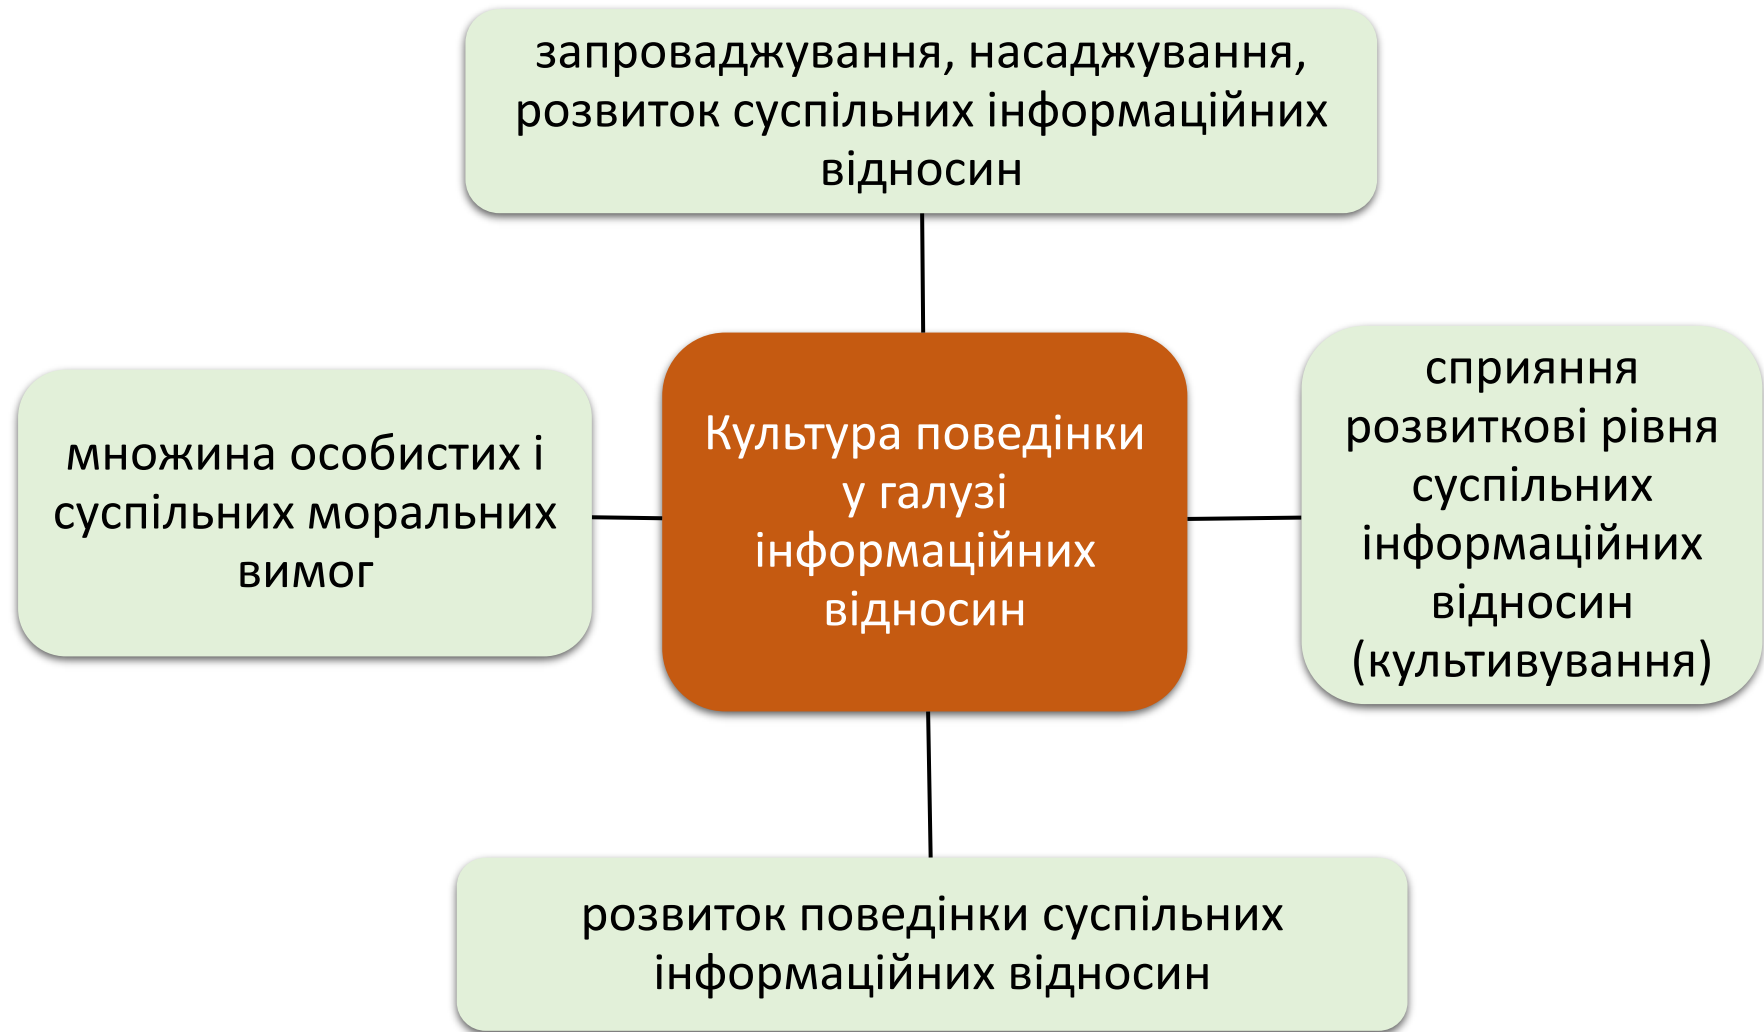 запроваджування, насаджування,
розвиток суспільних інформаційних
відносин
множина особистих і
суспільних моральних
вимог
Культура поведінки
у галузі
інформаційних
відносин
сприяння
розвиткові рівня
суспільних
інформаційних
відносин
(культивування)
розвиток поведінки суспільних
інформаційних відносин